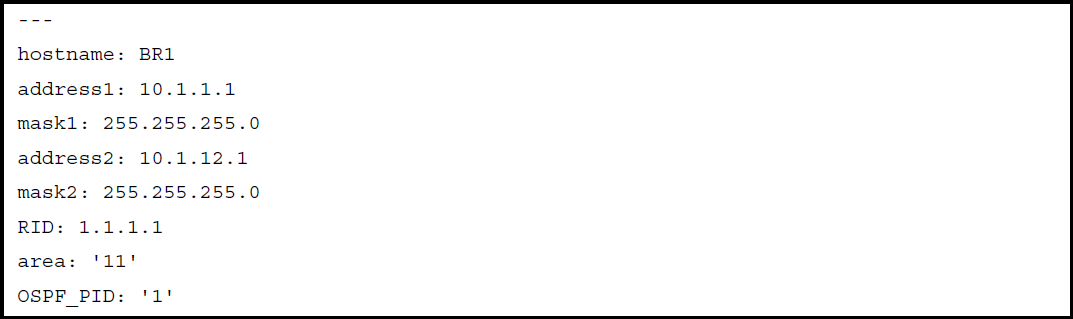 ---
hostname: BR1
address1: 10.1.1.1
mask1: 255.255.255.0
address2: 10.1.12.1
mask2: 255.255.255.0
RID: 1.1.1.1
area: '11'
OSPF_PID: '1'